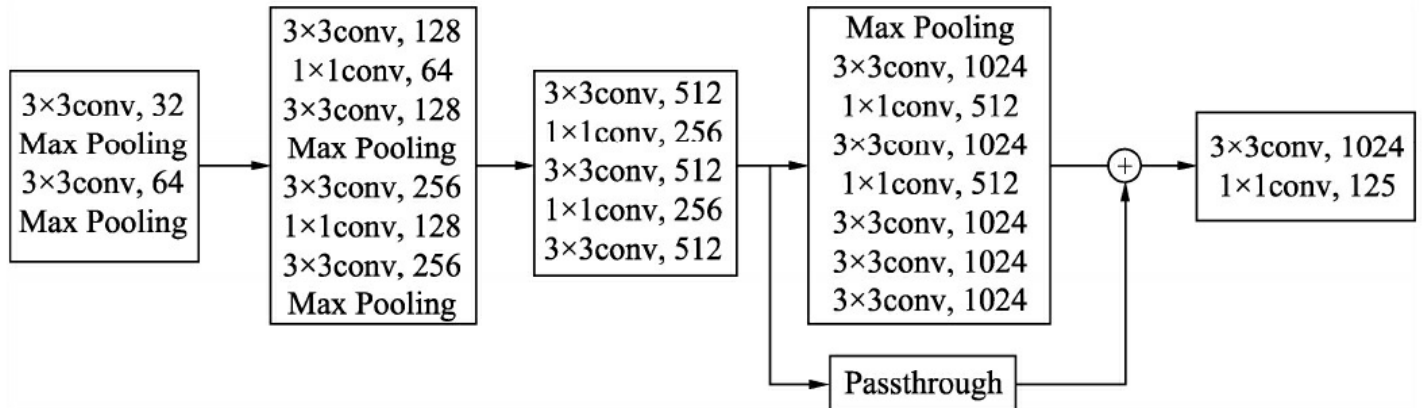 3×3conv, 32
Max Pooling
3×3conv, 64
Max Pooling
3×3conv, 128
1×1conv, 64
3×3conv, 128
Max Pooling
3×3conv, 256
1×1conv, 128
3×3conv, 256
Max Pooling
3×3conv, 512
1×1conv, 256
3×3conv, 512
1×1conv, 256
3×3conv, 512
Max Pooling
3×3conv, 1024
1×1conv, 512
3×3conv, 1024
1×1conv, 512
3×3conv, 1024
3×3conv, 1024
3×3conv, 1024
Passthrough
+
3×3conv, 1024
1×1conv, 125